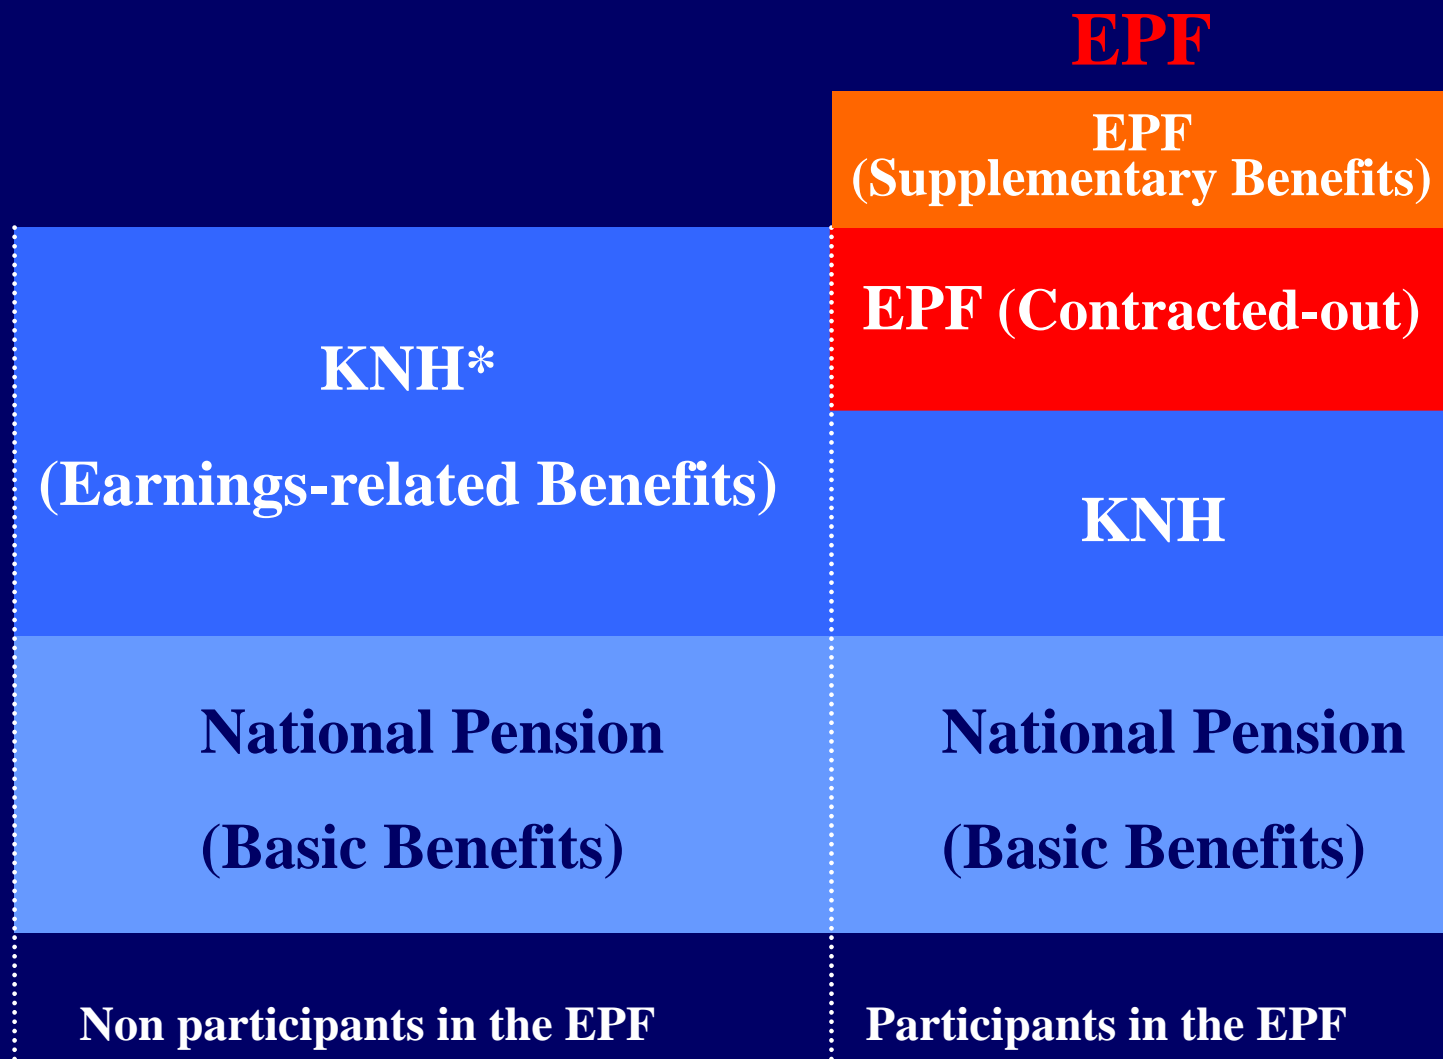 EPF
EPF
(Supplementary Benefits)
EPF (Contracted-out)
KNH*
(Earnings-related Benefits)
KNH
National Pension
(Basic Benefits)
National Pension
(Basic Benefits)
Non participants in the EPF
Participants in the EPF